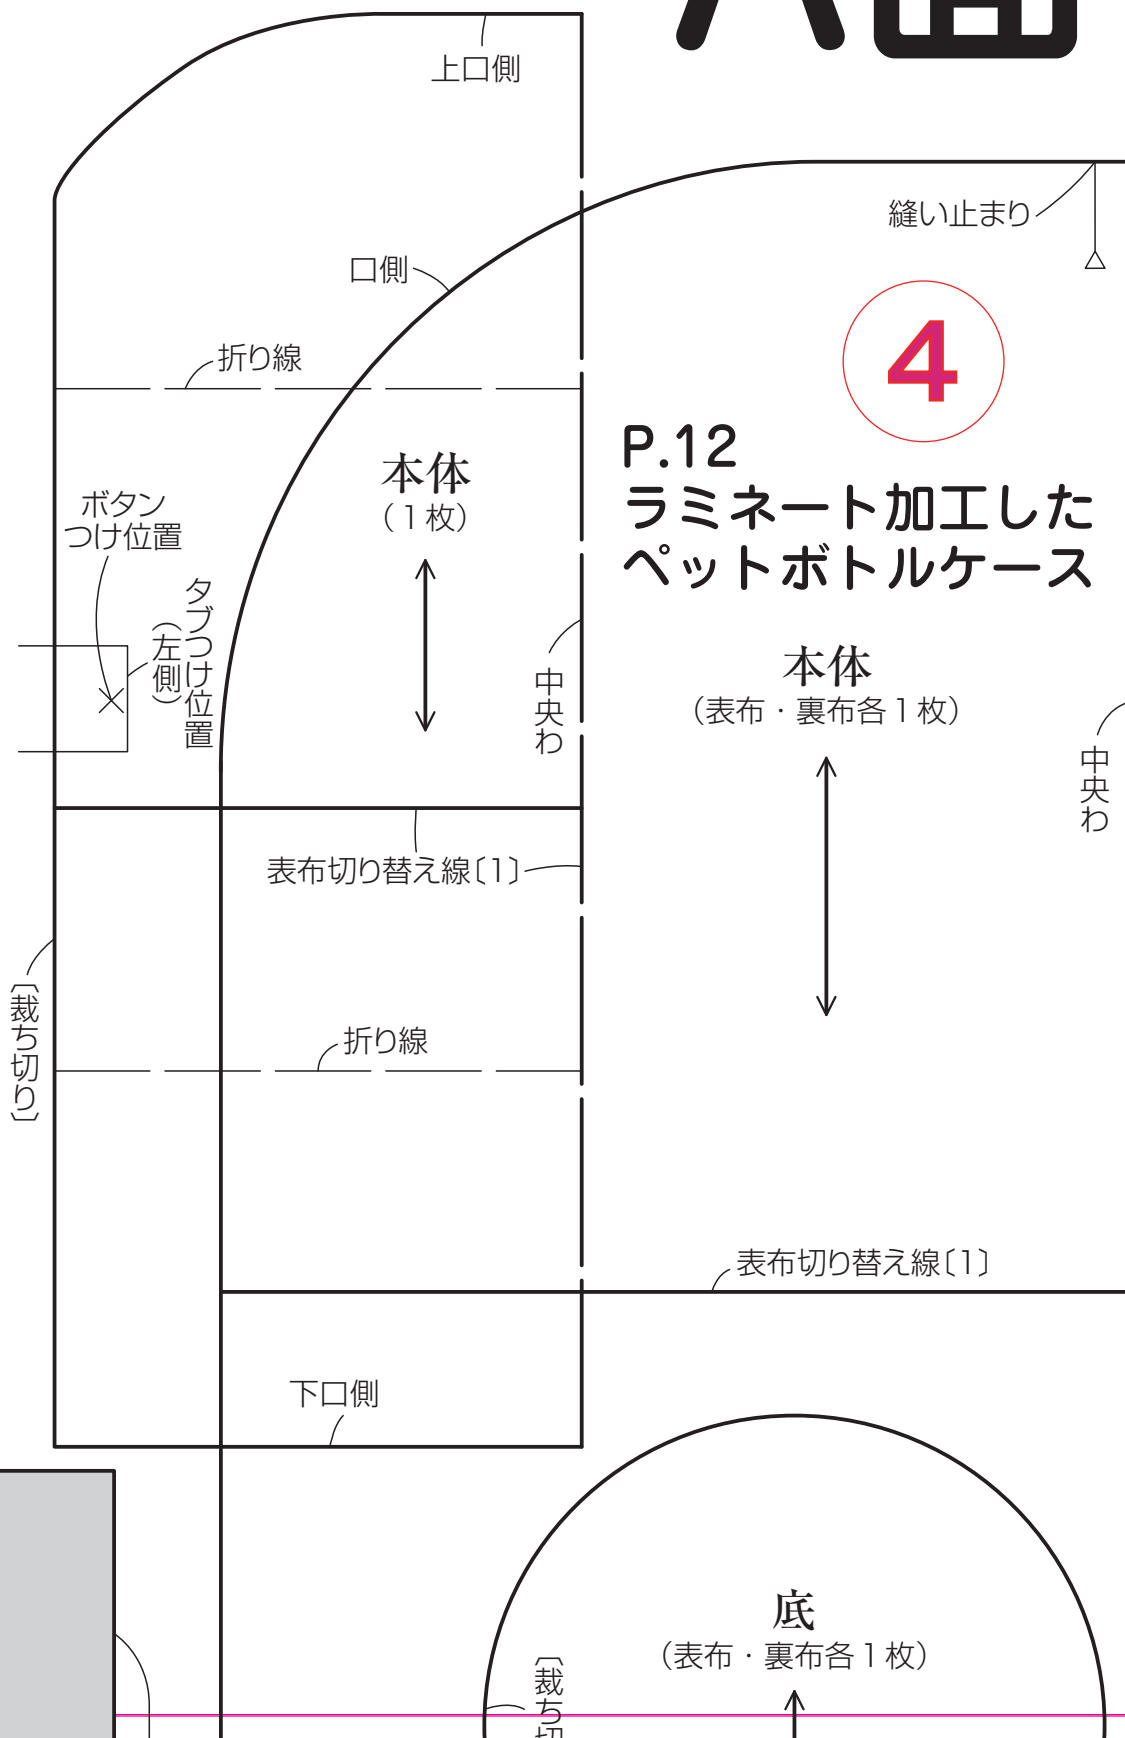 上口側
縫い止まり
口側
折り線
4
P.12
ラミネート加工した
ペットボトルケース
本体
（1枚）
ボタン
つけ位置
タブつけ位置
（左側）
中央わ
本体
（表布・裏布各1枚）
中央わ
表布切り替え線〔1〕
〔裁ち切り〕
折り線
表布切り替え線〔1〕
下口側
底
（表布・裏布各1枚）
〔裁ち